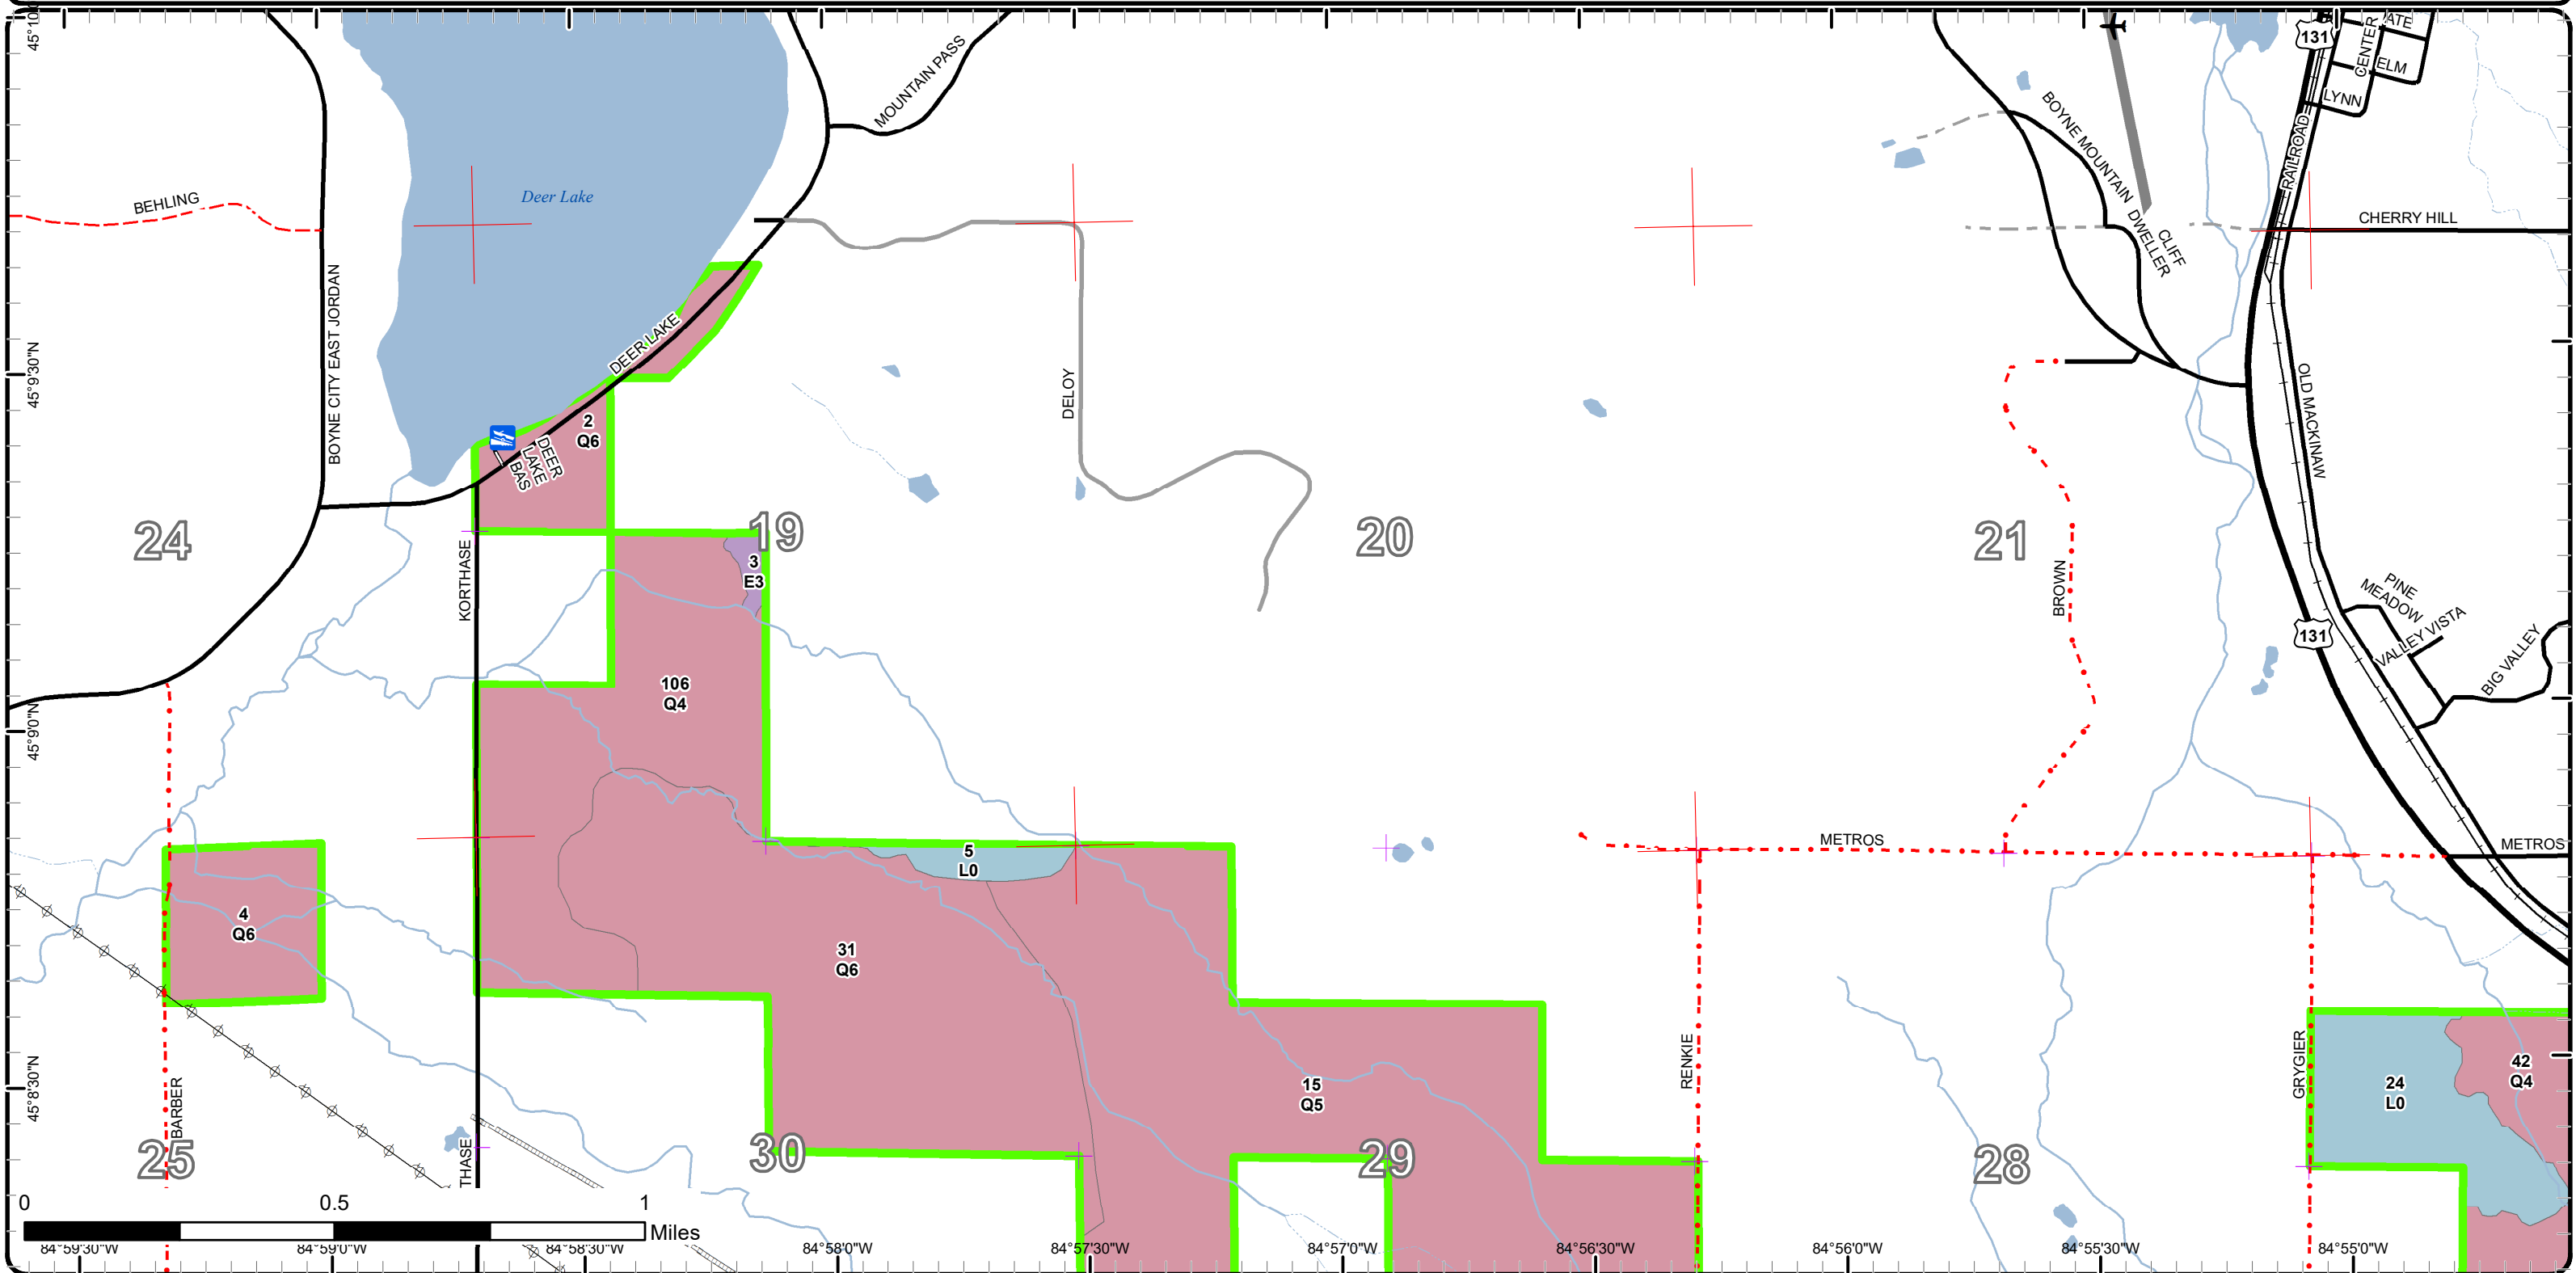 45°10'0"N
131
ATE
CENTER
ELM
LYNN
MOUNTAIN PASS
BOYNE MOUNTAIN
RAILROAD
Deer Lake
BEHLING
CLIFF
DWELLER
CHERRY HILL
BOYNE CITY EAST JORDAN
DEER LAKE
45°9'30"N
DELOY
OLD MACKINAW
2
Q6
DEER
LAKE
BAS
24
19
20
21
3
E3
KORTHASE
BROWN
PINE
MEADOW
131
VALLEY VISTA
BIG VALLEY
106
Q4
45°9'0"N
METROS
METROS
5
L0
4
Q6
31
Q6
45°8'30"N
BARBER
15
Q5
RENKIE
GRYGIER
24
L0
42
Q4
25
THASE
30
29
28
0
0.5
1
Miles
84°59'30"W
84°59'0"W
84°58'30"W
84°58'0"W
84°57'30"W
84°57'0"W
84°56'30"W
84°56'0"W
84°55'30"W
84°55'0"W